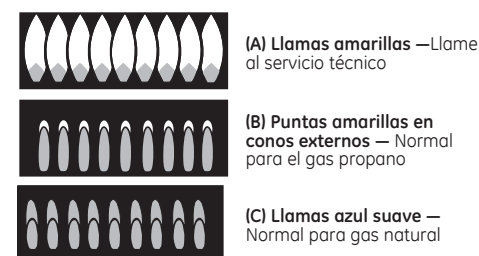 (A) Llamas amarillas —Llame
al servicio técnico
(B) Puntas amarillas en
conos externos — Normal
para el gas propano
(C) Llamas azul suave —
Normal para gas natural